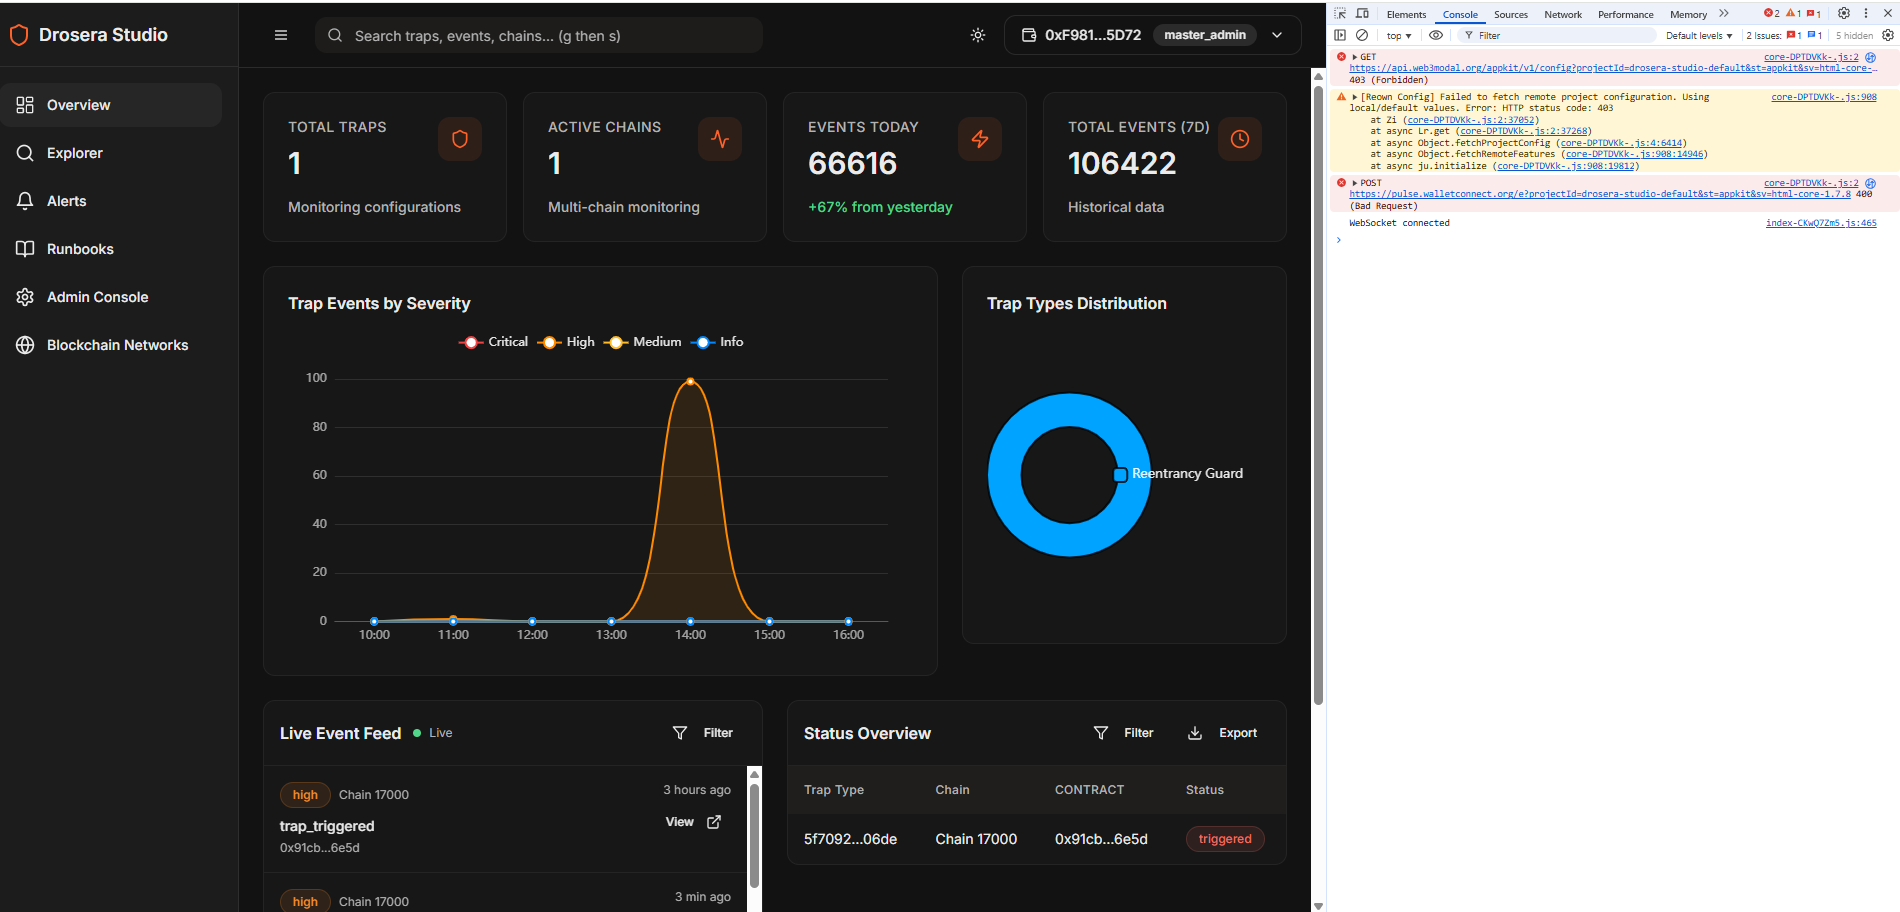 Drosera Studio
Overview
Explorer
Alerts
Runbooks
Admin Console
Blockchain Networks
Search traps, events, chains... (g then s)
0xF981...5D72
master_admin
TOTAL TRAPS
1
Monitoring configurations
ACTIVE CHAINS
1
Multi-chain monitoring
EVENTS TODAY
66616
+67% from yesterday
TOTAL EVENTS (7D)
106422
Historical data
Trap Events by Severity
Critical
High
Medium
Info
100
80
60
40
20
0
10:00
11:00
12:00
13:00
14:00
15:00
16:00
Trap Types Distribution
Reentrancy Guard
Live Event Feed
Live
Filter
high
Chain 17000
3 hours ago
trap_triggered
View
0x91cb...6e5d
high
Chain 17000
3 min ago
Status Overview
Filter
Export
Trap Type
Chain
CONTRACT
Status
5f7092...06de
Chain 17000
0x91cb...6e5d
triggered
Elements
Console
Sources
Network
Performance
Memory
2
1
1
top
Filter
Default levels
2 Issues:
1
1
5 hidden
GET
core-DPTDVKk-.js:2
https://api.web3modal.org/appkit/v1/config?projectId=drosera-studio-default&st=appkit&sv=html-core-…
403 (Forbidden)
[Reown Config] Failed to fetch remote project configuration. Using
core-DPTDVKk-.js:908
local/default values. Error: HTTP status code: 403
at Zi (core-DPTDVKk-.js:2:37052)
at async Lr.get (core-DPTDVKk-.js:2:37268)
at async Object.fetchProjectConfig (core-DPTDVKk-.js:4:6414)
at async Object.fetchRemoteFeatures (core-DPTDVKk-.js:908:14946)
at async ju.initialize (core-DPTDVKk-.js:908:19812)
POST
core-DPTDVKk-.js:2
https://pulse.walletconnect.org/e?projectId=drosera-studio-default&st=appkit&sv=html-core-1.7.8 400
(Bad Request)
WebSocket connected
index-CKwQ7Zm5.js:465